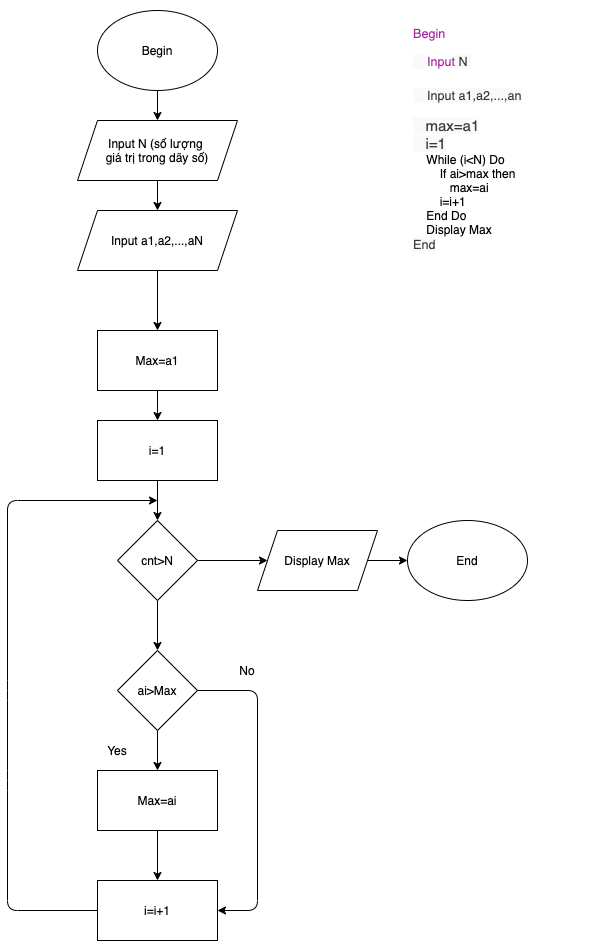 Begin
Input N (số lượng
giá trị trong dãy số)
Input a1,a2,...,aN
Max=a1
i=1
cnt>N
Display Max
End
ai>Max
No
Yes
Max=ai
i=i+1
Begin
Input N
Input a1,a2,...,an
max=a1
i=1
While (i<N) Do
If ai>max then
max=ai
i=i+1
End Do
Display Max
End